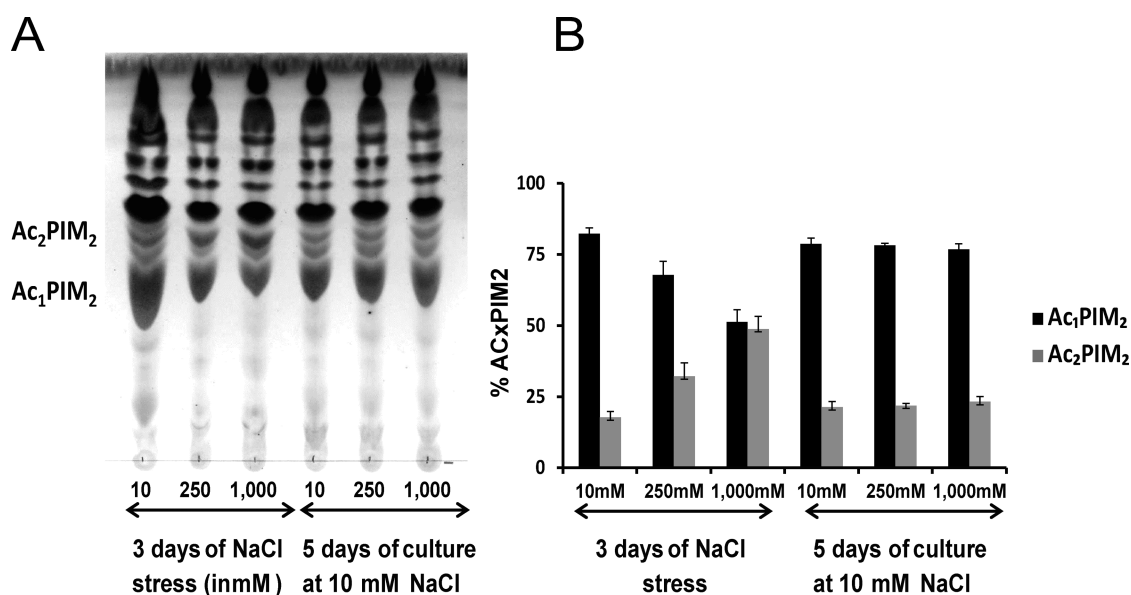 A
Ac₂PIM₂
Ac₁PIM₂
10 250 1,000 10 250 1,000
3 days of NaCl
stress (inmM )
5 days of culture
at 10 mM NaCl
B
% ACxPIM2
100
75
50
25
0
10mM 250mM 1,000mM 10mM 250mM 1,000mM
3 days of NaCl
stress
5 days of culture
at 10 mM NaCl
Ac₁PIM₂
Ac₂PIM₂